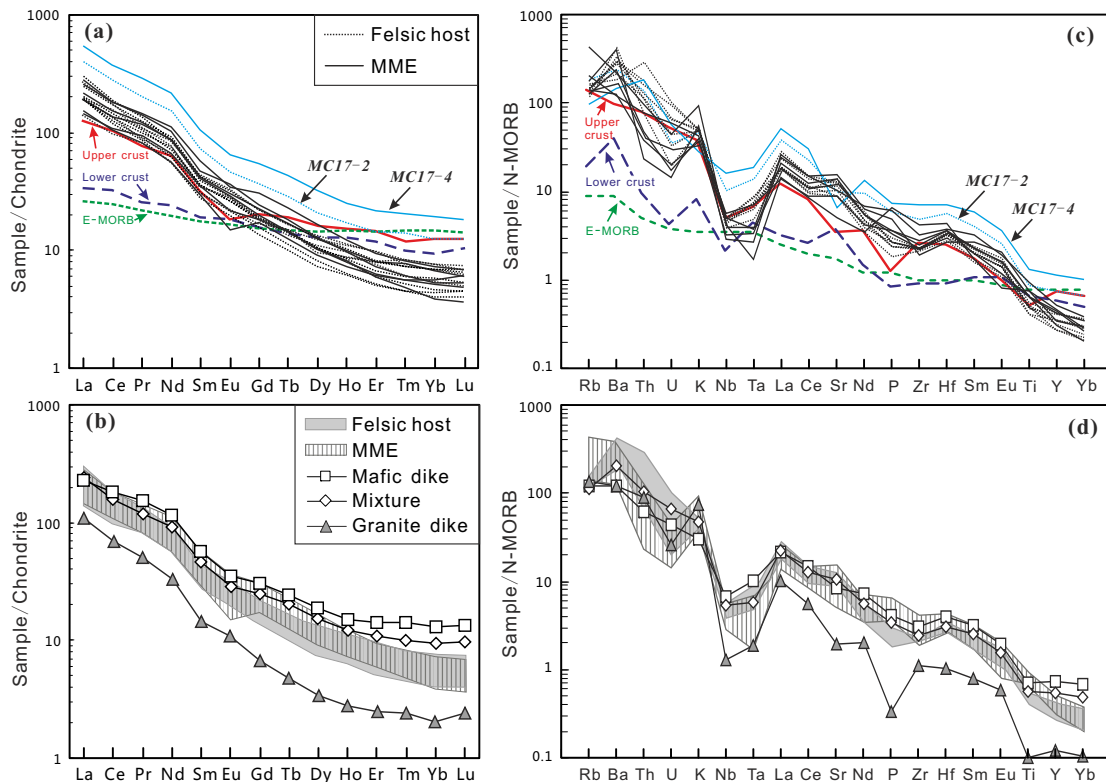 (a)
Felsic host
MME
Sample/Chondrite
1000
100
10
1
Upper crust
Lower crust
E-MORB
MC17-2
MC17-4
La Ce Pr Nd Sm Eu Gd Tb Dy Ho Er Tm Yb Lu
(c)
Sample/N-MORB
1000
100
10
1
0.1
Upper crust
Lower crust
E-MORB
MC17-2
MC17-4
Rb Ba Th U K Nb Ta La Ce Sr Nd P Zr Hf Sm Eu Ti Y Yb
(b)
Felsic host
MME
Mafic dike
Mixture
Granite dike
Sample/Chondrite
1000
100
10
1
La Ce Pr Nd Sm Eu Gd Tb Dy Ho Er Tm Yb Lu
(d)
Sample/N-MORB
1000
100
10
1
0.1
Rb Ba Th U K Nb Ta La Ce Sr Nd P Zr Hf Sm Eu Ti Y Yb